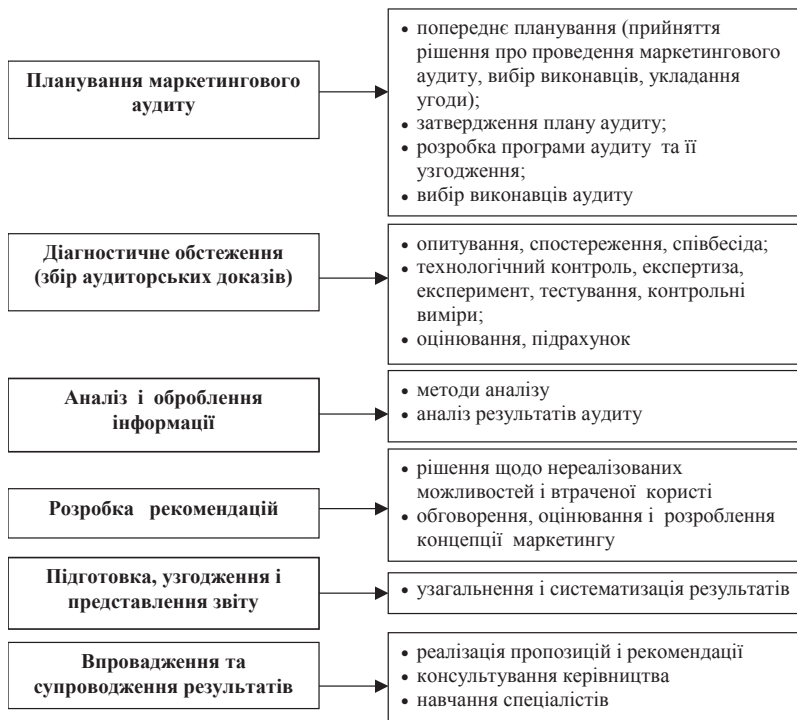 Планування маркетингового
аудиту
• попереднє планування (прийняття
рішення про проведення маркетингового
аудиту, вибір виконавців, укладання
угоди);
• затвердження плану аудиту;
• розробка програми аудиту та її
узгодження;
• вибір виконавців аудиту
Діагностичне обстеження
(збір аудиторських доказів)
• опитування, спостереження, співбесіда;
• технологічний контроль, експертиза,
експеримент, тестування, контрольні
виміри;
• оцінювання, підрахунок
Аналіз і оброблення
інформації
• методи аналізу
• аналіз результатів аудиту
Розробка рекомендацій
• рішення щодо нереалізованих
можливостей і втраченої користі
• обговорення, оцінювання і розроблення
концепції маркетингу
Підготовка, узгодження і
представлення звіту
• узагальнення і систематизація результатів
Впровадження та
супроводження результатів
• реалізація пропозицій і рекомендації
• консультування керівництва
• навчання спеціалістів